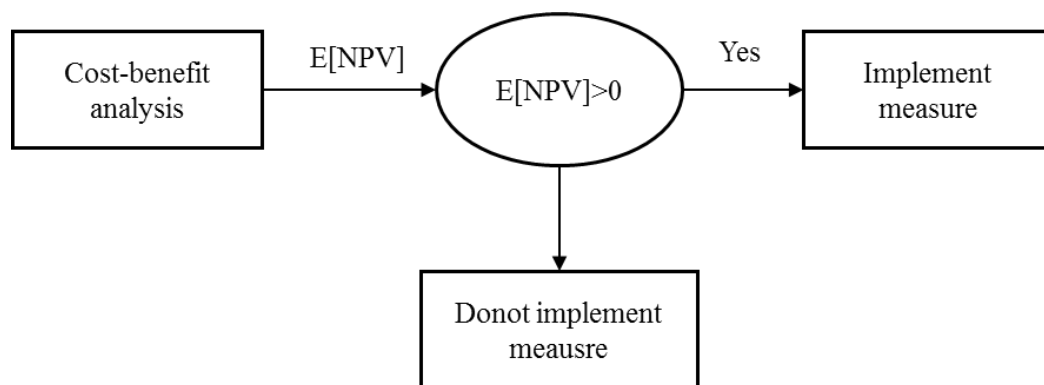 Cost-benefit
analysis
E[NPV]
E[NPV]>0
Yes
Implement
measure
Donot implement
meausre